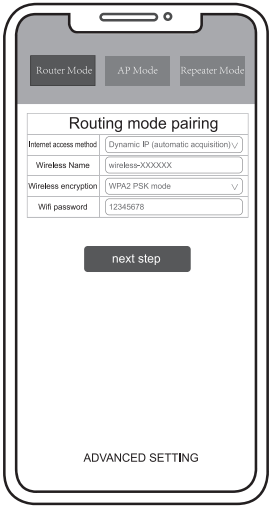 Router Mode AP Mode Repeater Mode
Routing mode pairing
Internet access method Dynamic IP (automatic acquisition)
Wireless Name wireless-XXXXXX
Wireless encryption WPA2 PSK mode
Wifi password 12345678
next step
ADVANCED SETTING